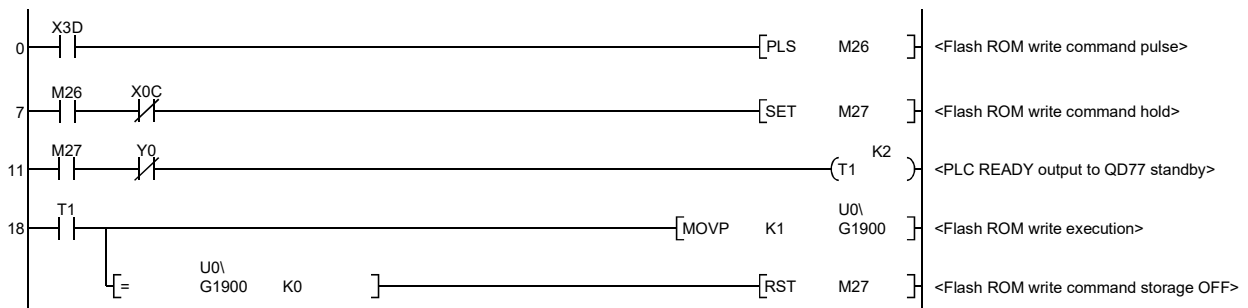 X3D
0 PLS M26 <Flash ROM write command pulse>
M26 X0C
7 SET M27 <Flash ROM write command hold>
M27 Y0 K2
11 T1 <PLC READY output to QD77 standby>
T1 U0\
18 MOVP K1 G1900 <Flash ROM write execution>
U0\
= G1900 K0 RST M27 <Flash ROM write command storage OFF>